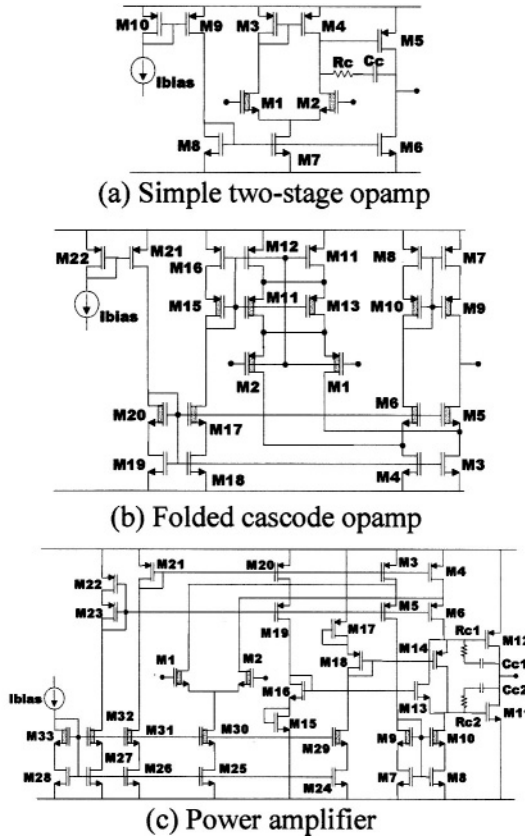 M10 M9 M3 M4 M5
Rc Cc
Ibias
M1 M2
M8 M7 M6
(a) Simple two-stage opamp
M22 M21 M16 M12 M11 M8 M7
M15 M11 M13 M10 M9
Ibias
M2 M1
M20 M17 M6 M5
M19 M18 M4 M3
(b) Folded cascode opamp
M21 M20 M3 M4
M22
M23 M19 M17 M5 M6 Rc1 M12
M1 M2 M18 M14 Cc1
Ibias M16 M13 Cc2
M33 M32 M31 M30 M15 M29 M9 M10 Rc2 M11
M28 M27 M26 M25 M24 M7 M8
(c) Power amplifier